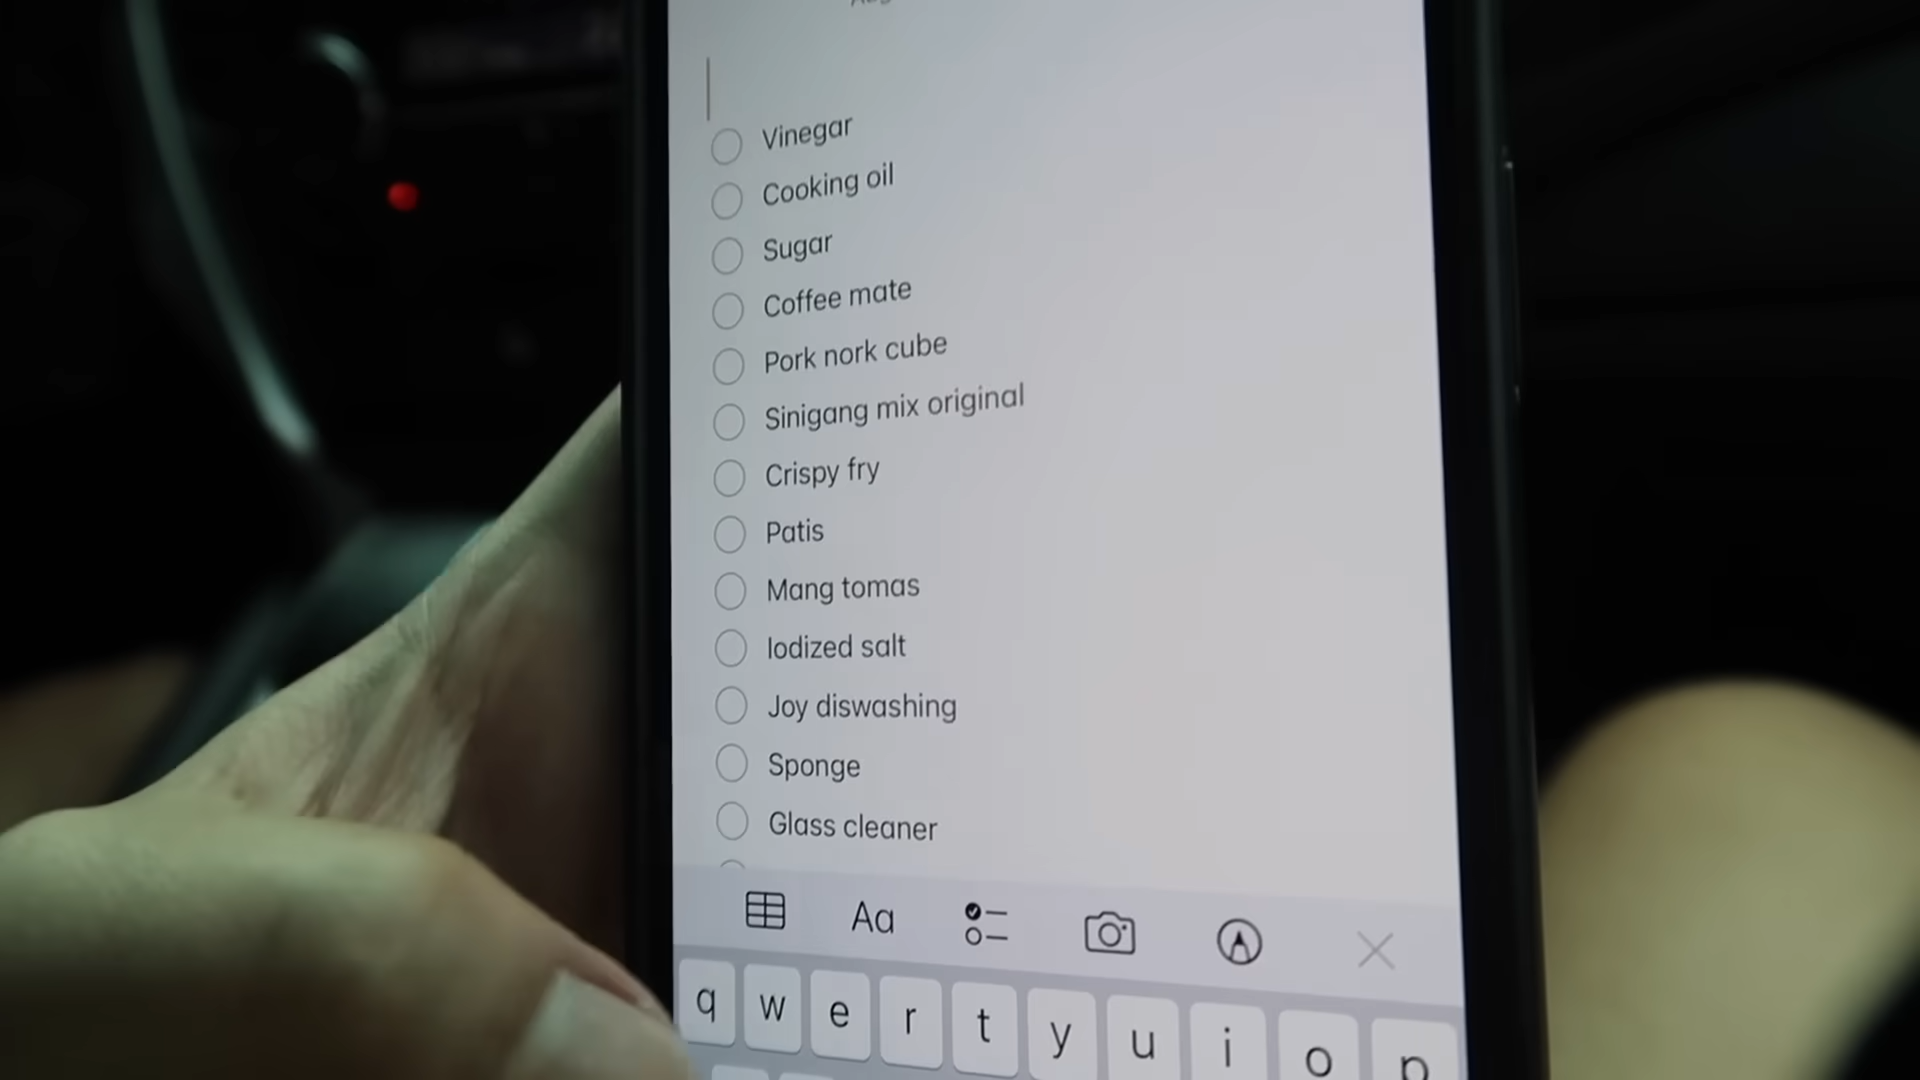 Vinegar
Cooking oil
Sugar
Coffee mate
Pork nork cube
Sinigang mix original
Crispy fry
Patis
Mang tomas
Iodized salt
Joy diswashing
Sponge
Glass cleaner
Aa
q w e r t y u i o p